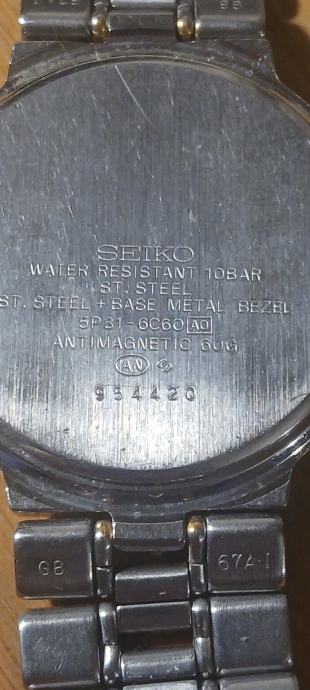 SEIKO
WATER RESISTANT 10BAR
ST. STEEL
ST. STEEL + BASE METAL BEZEL
5P31-6C60 A0
ANTIMAGNETIC 60G
AN
954420
GB 67A·I